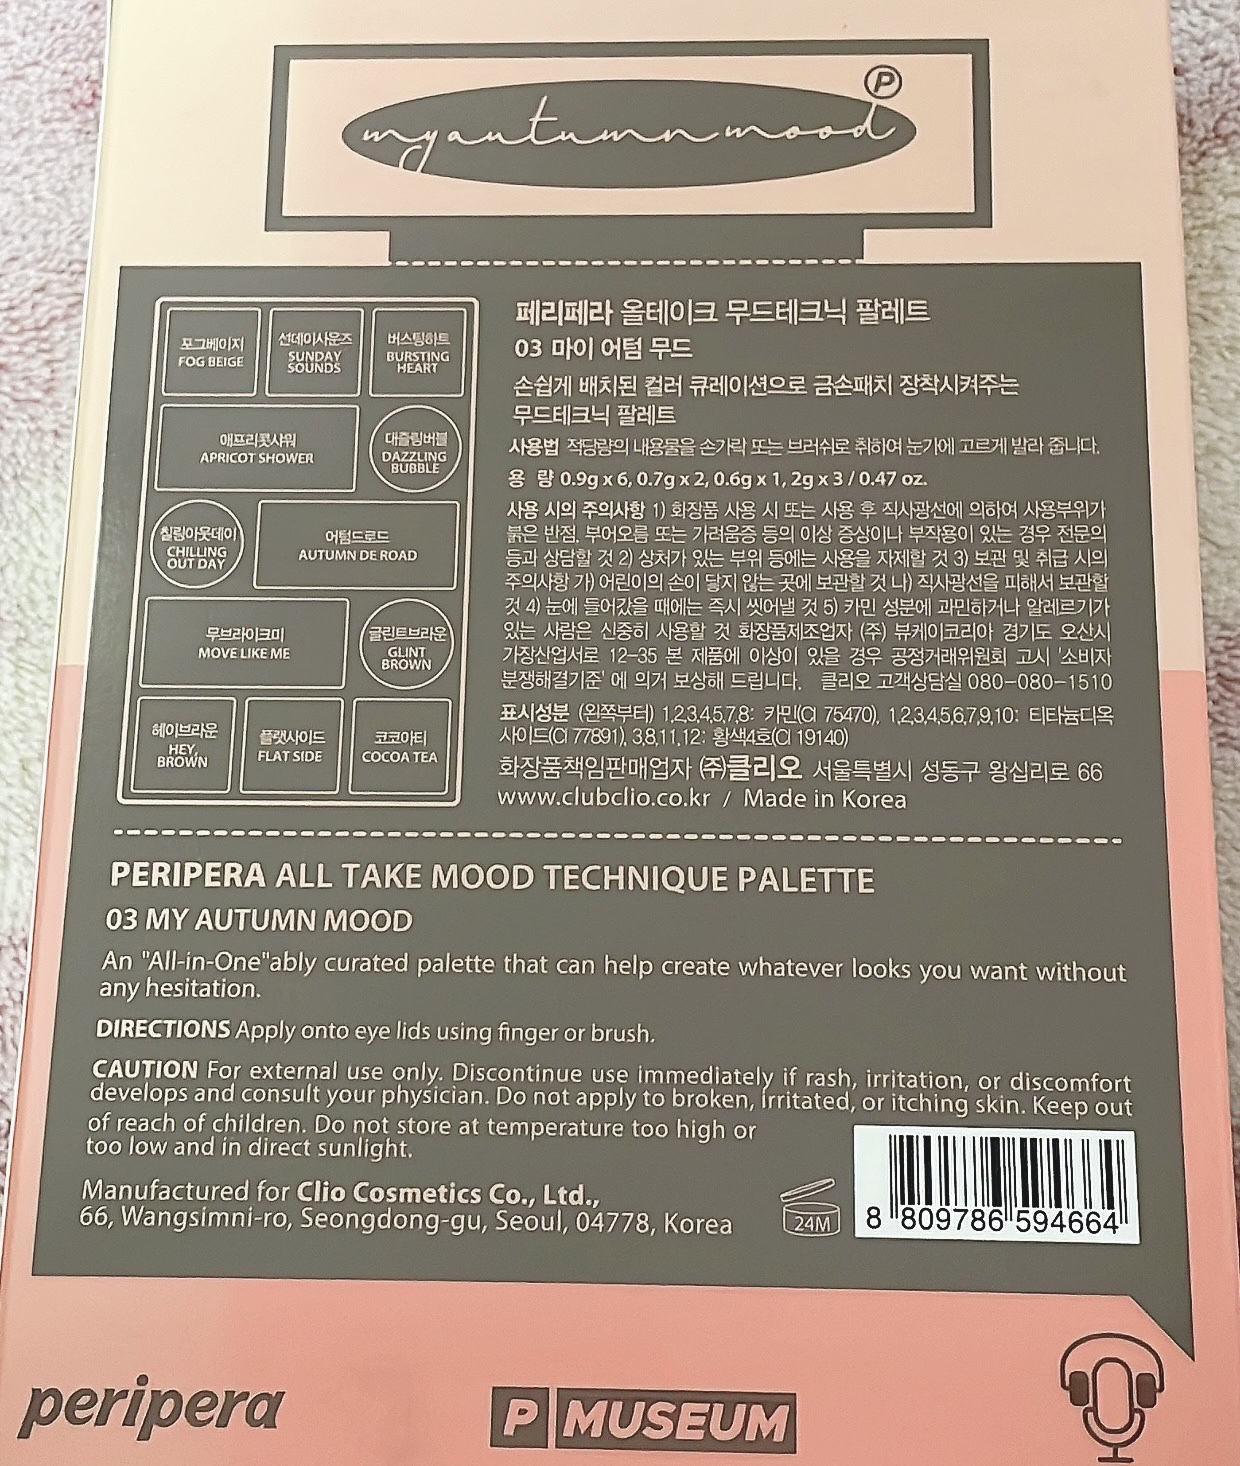 my autumn mood
P
포그베이지
FOG BEIGE
선데이사운즈
SUNDAY
SOUNDS
버스팅하트
BURSTING
HEART
애프리콧샤워
APRICOT SHOWER
대즐링버블
DAZZLING
BUBBLE
칠링아웃데이
CHILLING
OUT DAY
어텀드로드
AUTUMN DE ROAD
무브라이크미
MOVE LIKE ME
글린트브라운
GLINT
BROWN
헤이브라운
HEY,
BROWN
플랫사이드
FLAT SIDE
코코아티
COCOA TEA
페리페라 올테이크 무드테크닉 팔레트
03 마이 어텀 무드
손쉽게 배치된 컬러 큐레이션으로 금손패치 장착시켜주는
무드테크닉 팔레트
사용법 적당량의 내용물을 손가락 또는 브러쉬로 취하여 눈가에 고르게 발라 줍니다.
용 량 0.9g x 6, 0.7g x 2, 0.6g x 1, 2g x 3 / 0.47 oz.
사용 시의 주의사항 1) 화장품 사용 시 또는 사용 후 직사광선에 의하여 사용부위가
붉은 반점, 부어오름 또는 가려움증 등의 이상 증상이나 부작용이 있는 경우 전문의
등과 상담할 것 2) 상처가 있는 부위 등에는 사용을 자제할 것 3) 보관 및 취급 시의
주의사항 가) 어린이의 손이 닿지 않는 곳에 보관할 것 나) 직사광선을 피해서 보관할
것 4) 눈에 들어갔을 때에는 즉시 씻어낼 것 5) 카민 성분에 과민하거나 알레르기가
있는 사람은 신중히 사용할 것 화장품제조업자 (주) 뷰케이코리아 경기도 오산시
가장산업서로 12-35 본 제품에 이상이 있을 경우 공정거래위원회 고시 '소비자
분쟁해결기준' 에 의거 보상해 드립니다. 클리오 고객상담실 080-080-1510
표시성분 (왼쪽부터) 1,2,3,4,5,7,8: 카민(CI 75470), 1,2,3,4,5,6,7,9,10: 티타늄디옥
사이드(CI 77891), 3,8,11,12: 황색4호(CI 19140)
화장품책임판매업자 ㈜클리오 서울특별시 성동구 왕십리로 66
www.clubclio.co.kr / Made in Korea
PERIPERA ALL TAKE MOOD TECHNIQUE PALETTE
03 MY AUTUMN MOOD
An "All-in-One"ably curated palette that can help create whatever looks you want without
any hesitation.
DIRECTIONS Apply onto eye lids using finger or brush.
CAUTION For external use only. Discontinue use immediately if rash, irritation, or discomfort
develops and consult your physician. Do not apply to broken, irritated, or itching skin. Keep out
of reach of children. Do not store at temperature too high or
too low and in direct sunlight.
Manufactured for Clio Cosmetics Co., Ltd.,
66, Wangsimni-ro, Seongdong-gu, Seoul, 04778, Korea
24M
8 809786 594664
peripera
P MUSEUM